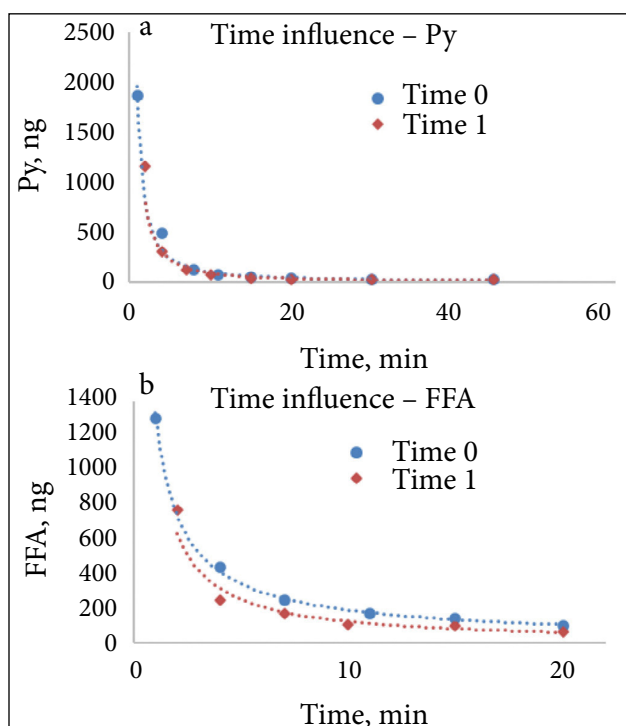 a
Time influence – Py
Time 0
Time 1
Py, ng
2500
2000
1500
1000
500
0
0 20 40 60
Time, min
b
Time influence – FFA
Time 0
Time 1
FFA, ng
1400
1200
1000
800
600
400
200
0
0 10 20
Time, min